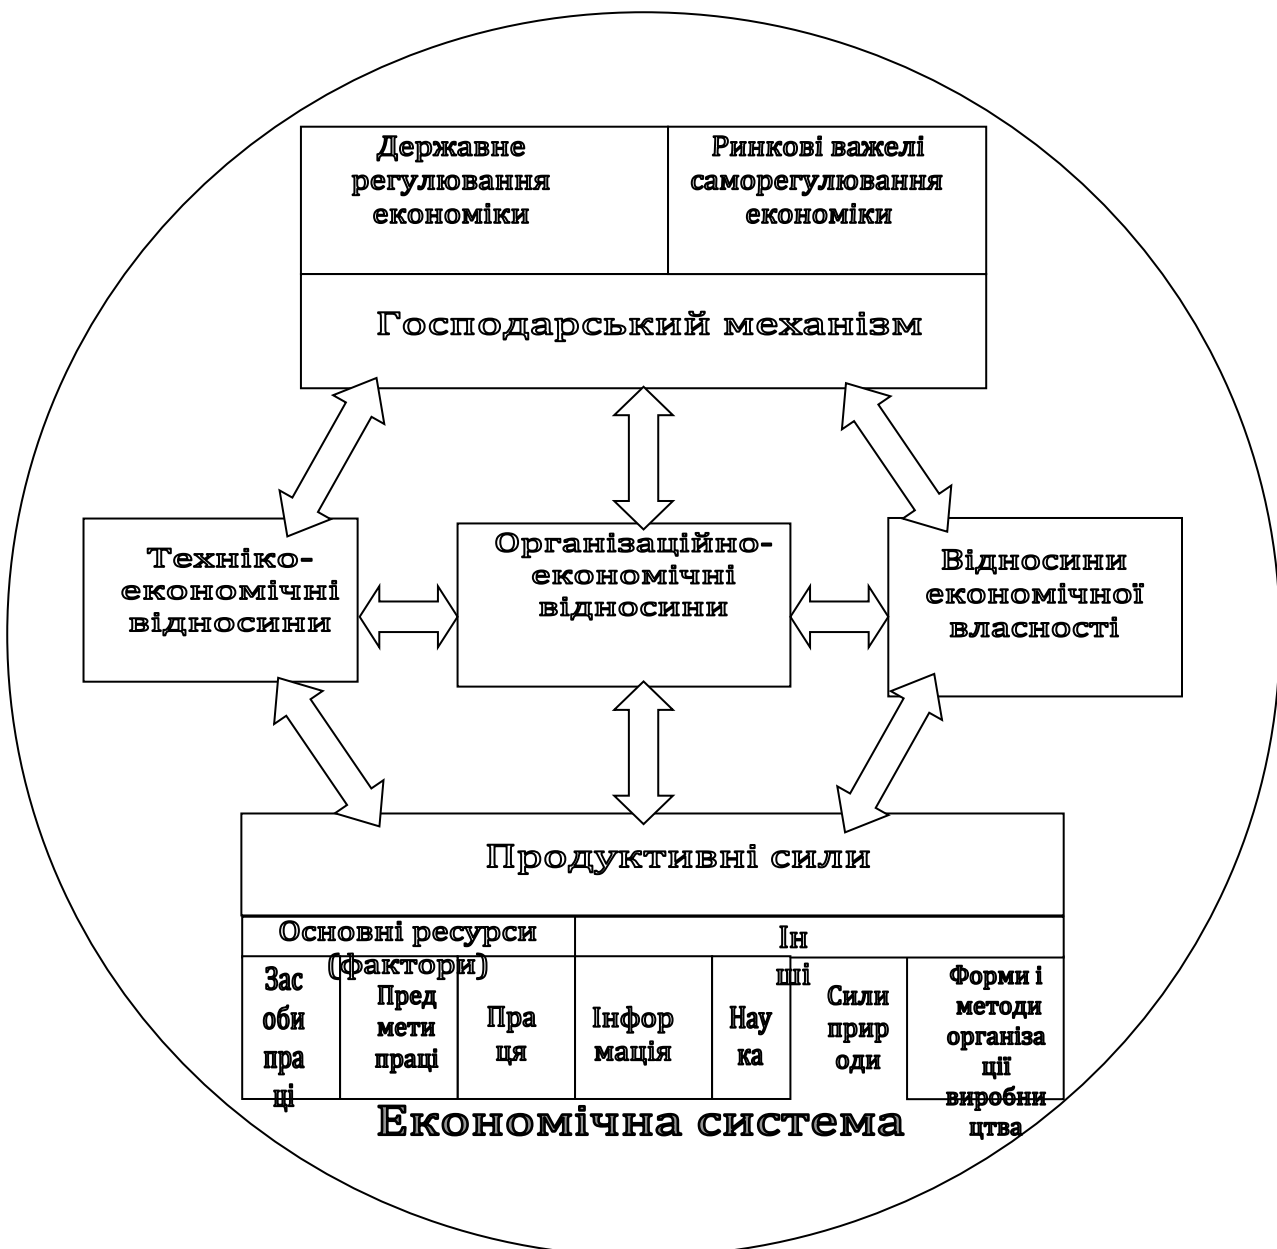 Державне
регулювання
економіки
Ринкові важелі
саморегулювання
економіки
Господарський механізм
Техніко-
економічні
відносини
Організаційно-
економічні
відносини
Відносини
економічної
власності
Продуктивні сили
Основні ресурси
(фактори)
Ін
ші
Зас
оби
пра
ці
Пред
мети
праці
Пра
ця
Інфор
мація
Нау
ка
Сили
прир
оди
Форми і
методи
організа
ції
виробни
цтва
Економічна система